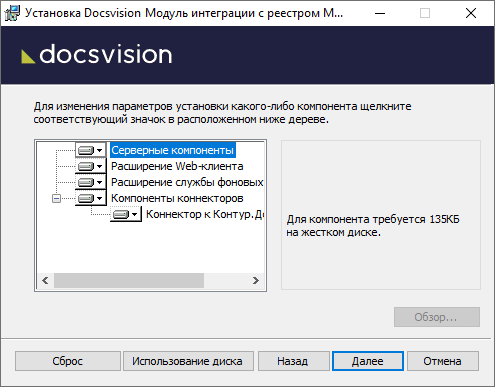 Установка Docsvision Модуль интеграции с реестром М...
docsvision
Для изменения параметров установки какого-либо компонента щелкните
соответствующий значок в расположенном ниже дереве.
Серверные компоненты
Расширение Web-клиента
Расширение службы фоновых
Компоненты коннекторов
Коннектор к Контур.До
Для компонента требуется 135КБ
на жестком диске.
Обзор...
Сброс
Использование диска
Назад
Далее
Отмена